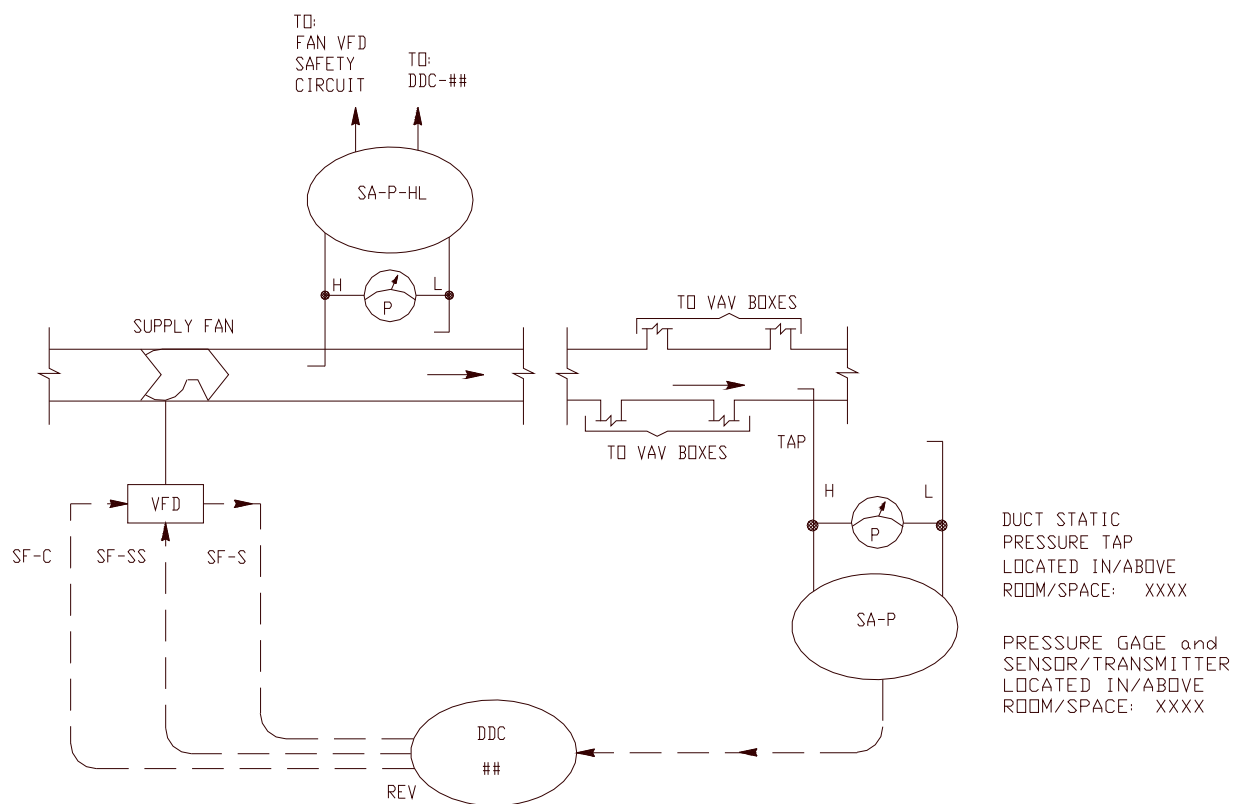 TO:
FAN VFD
SAFETY
CIRCUIT
TO:
DDC-##
SA-P-HL
H
L
P
SUPPLY FAN
TO VAV BOXES
TO VAV BOXES
TAP
H
L
P
VFD
SF-C
SF-SS
SF-S
SA-P
DUCT STATIC
PRESSURE TAP
LOCATED IN/ABOVE
ROOM/SPACE: XXXX
PRESSURE GAGE and
SENSOR/TRANSMITTER
LOCATED IN/ABOVE
ROOM/SPACE: XXXX
DDC
##
REV